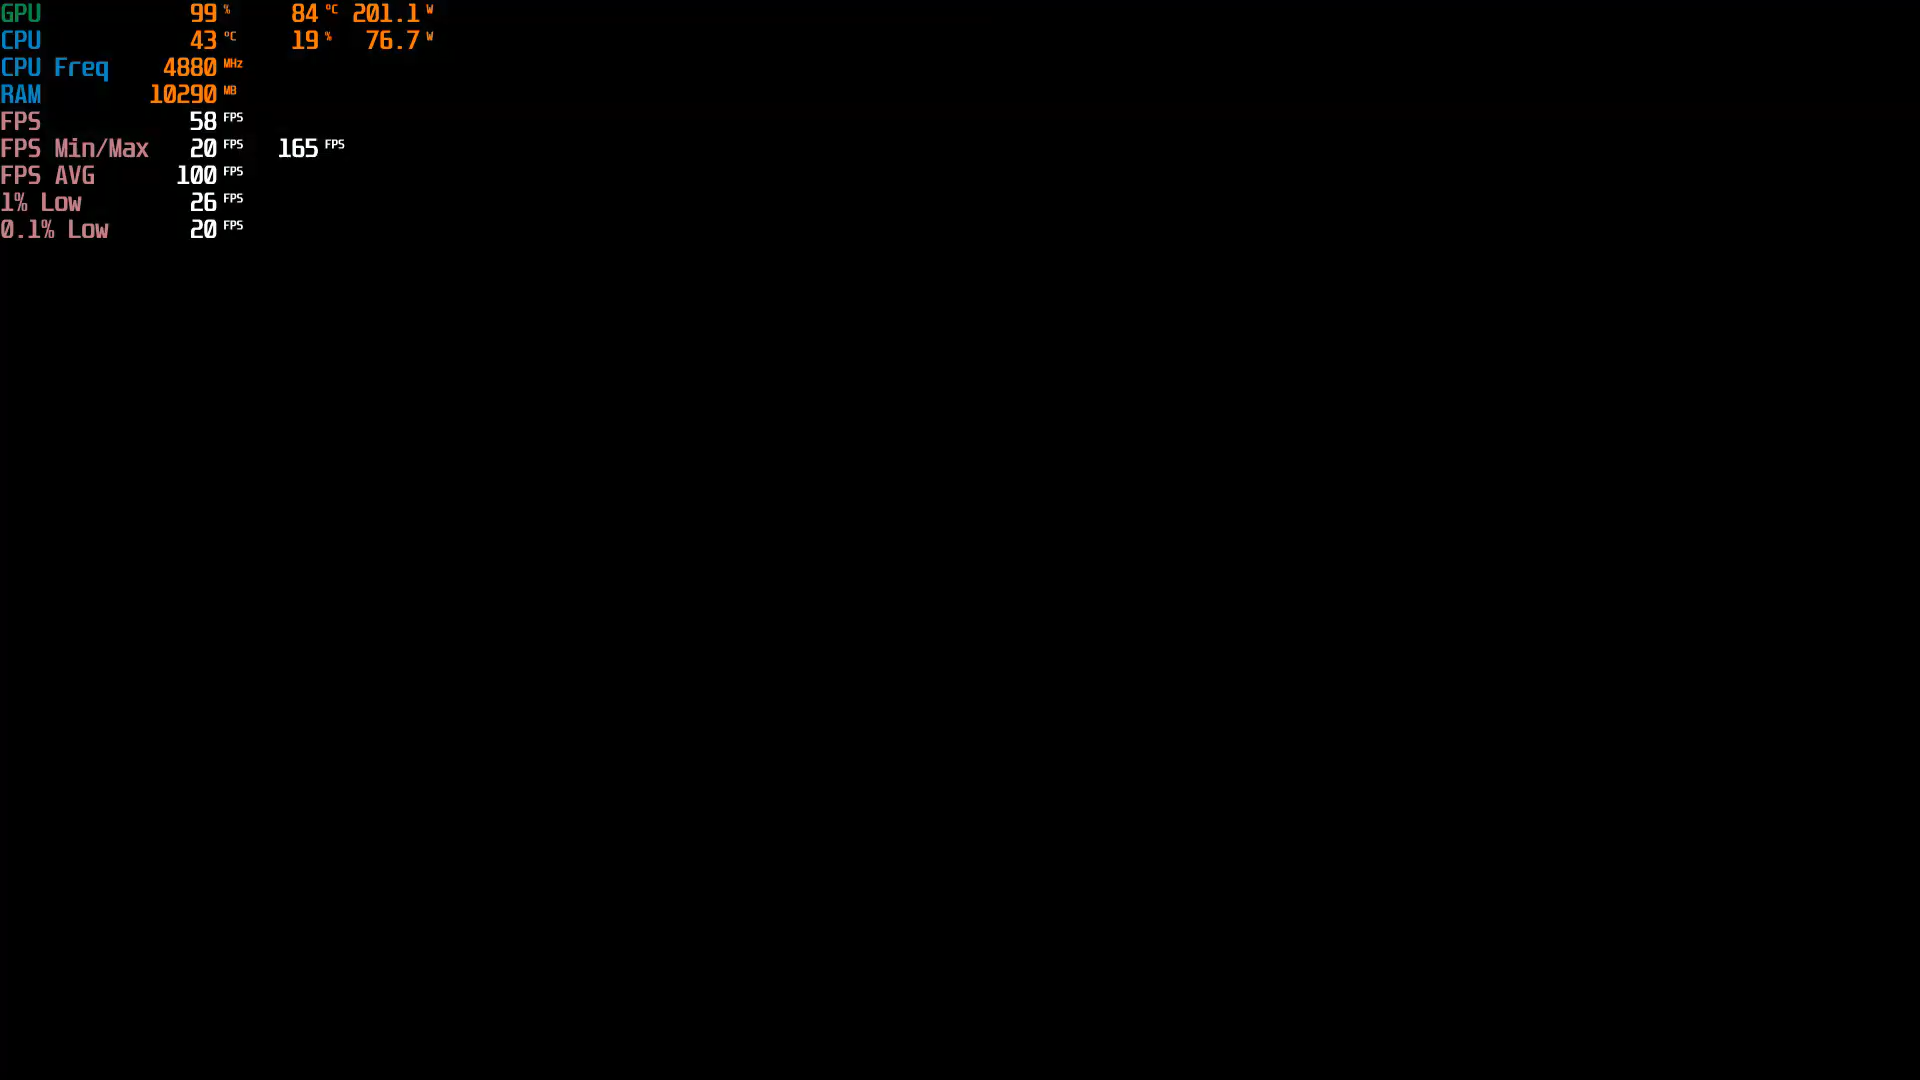 GPU 99 % 84 °C 201.1 W
CPU 43 °C 19 % 76.7 W
CPU Freq 4880 MHz
RAM 10290 MB
FPS 58 FPS
FPS Min/Max 20 FPS 165 FPS
FPS AVG 100 FPS
1% Low 26 FPS
0.1% Low 20 FPS